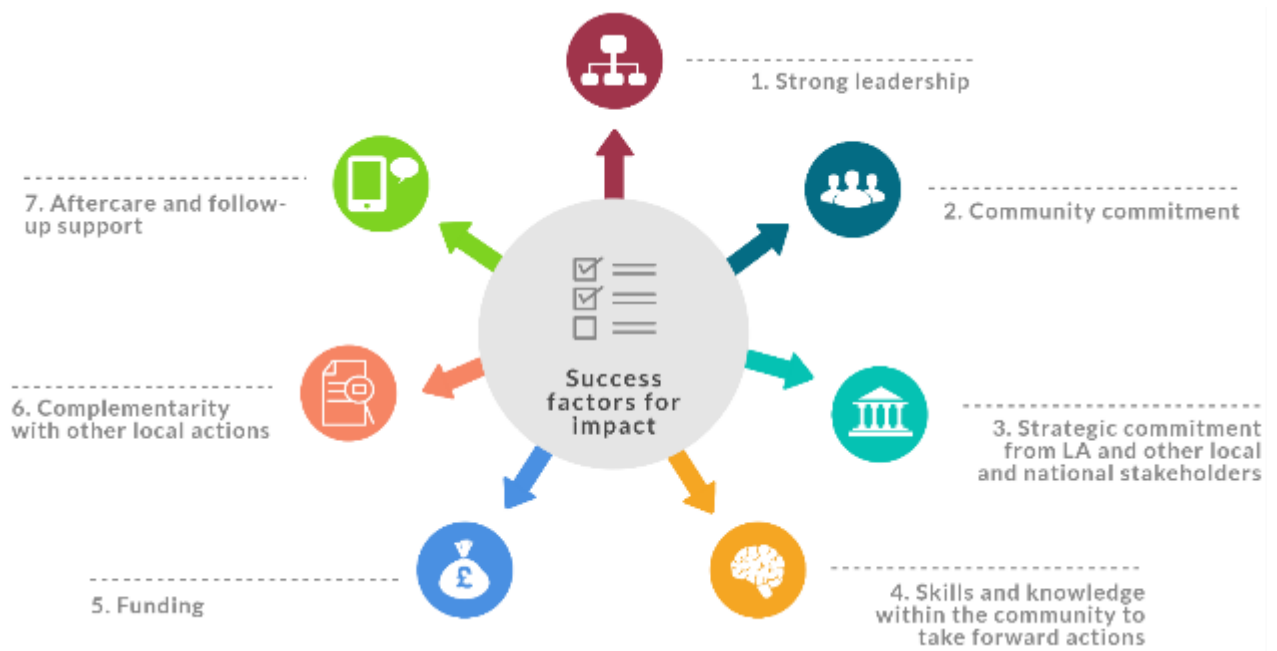 1. Strong leadership
2. Community commitment
3. Strategic commitment
from LA and other local
and national stakeholders
4. Skills and knowledge
within the community to
take forward actions
5. Funding
£
6. Complementarity
with other local actions
7. Aftercare and follow-
up support
Success
factors for
impact